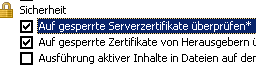 Sicherheit
Auf gesperrte Serverzertifikate überprüfen*
Auf gesperrte Zertifikate von Herausgebern ü
Ausführung aktiver Inhalte in Dateien auf der